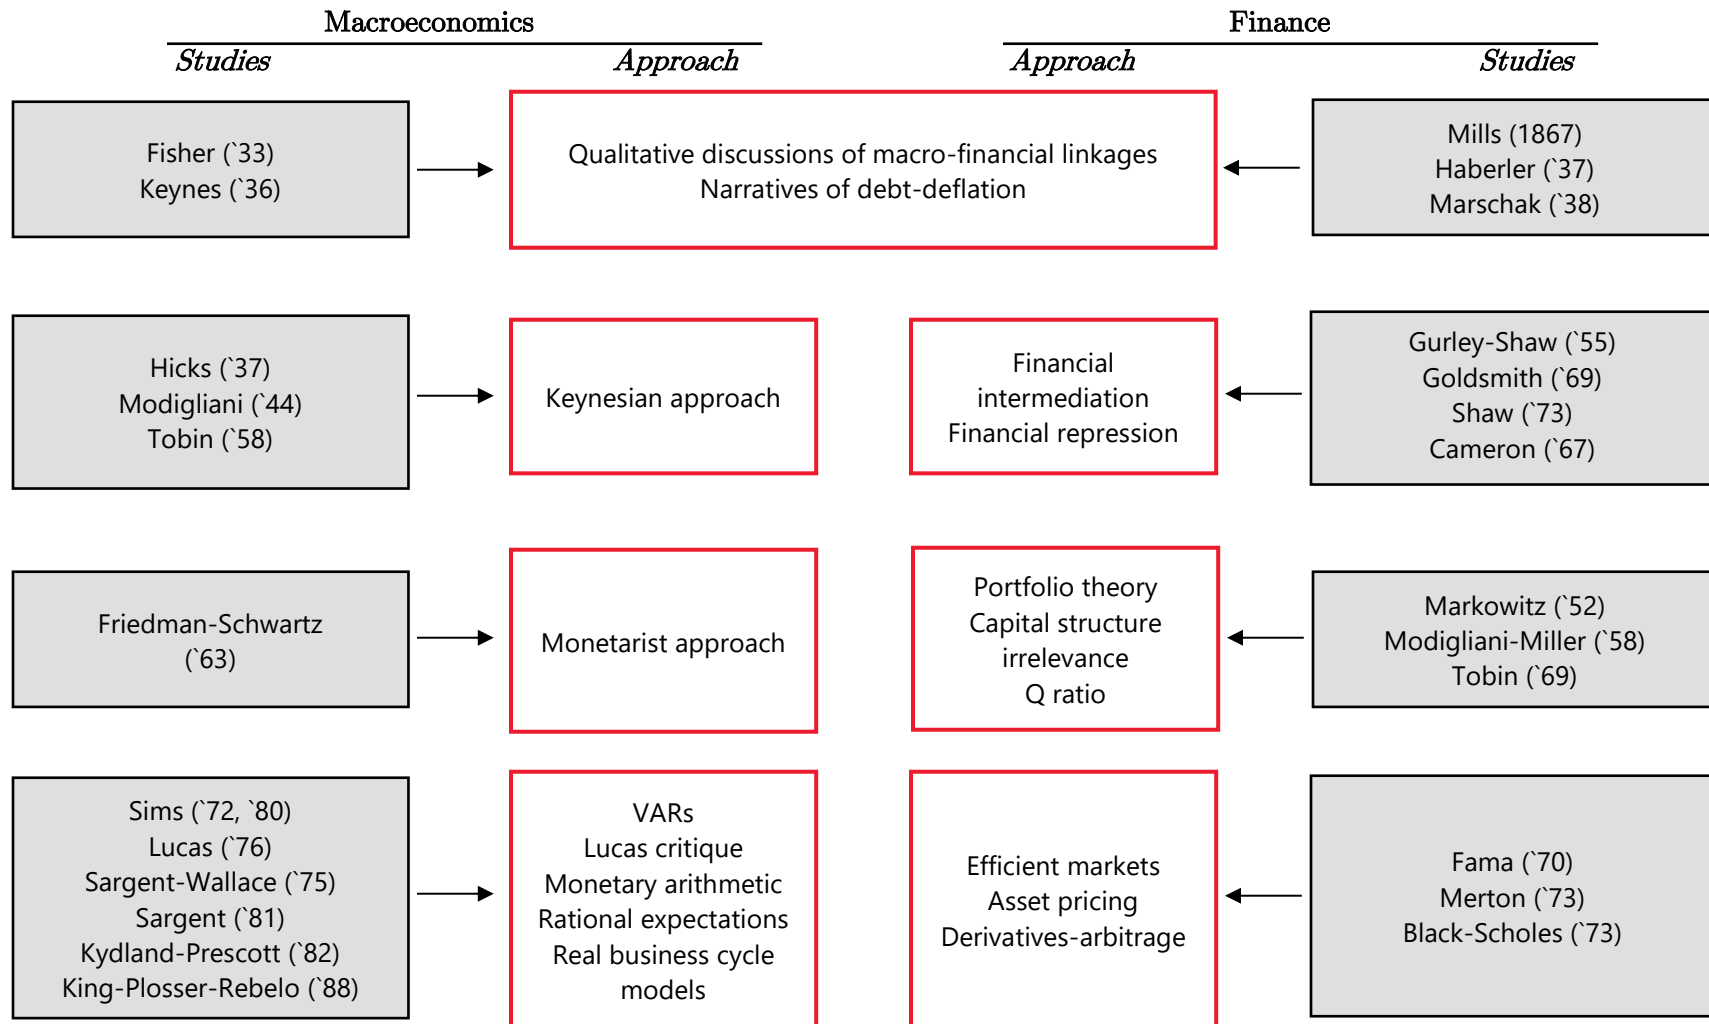 Macroeconomics
Finance
Studies
Approach
Approach
Studies
Fisher (`33)
Keynes (`36)
Qualitative discussions of macro-financial linkages
Narratives of debt-deflation
Mills (1867)
Haberler (`37)
Marschak (`38)
Hicks (`37)
Modigliani (`44)
Tobin (`58)
Keynesian approach
Financial
intermediation
Financial repression
Gurley-Shaw (`55)
Goldsmith (`69)
Shaw (`73)
Cameron (`67)
Friedman-Schwartz
(`63)
Monetarist approach
Portfolio theory
Capital structure
irrelevance
Q ratio
Markowitz (`52)
Modigliani-Miller (`58)
Tobin (`69)
Sims (`72, `80)
Lucas (`76)
Sargent-Wallace (`75)
Sargent (`81)
Kydland-Prescott (`82)
King-Plosser-Rebelo (`88)
VARs
Lucas critique
Monetary arithmetic
Rational expectations
Real business cycle
models
Efficient markets
Asset pricing
Derivatives-arbitrage
Fama (`70)
Merton (`73)
Black-Scholes (`73)